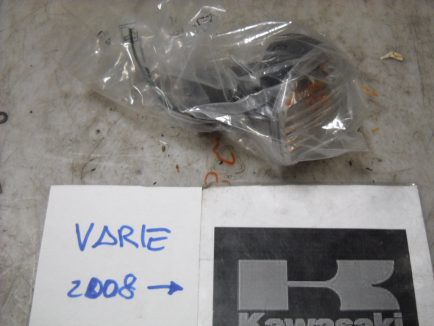 VARIE
2008 →
Kawasaki